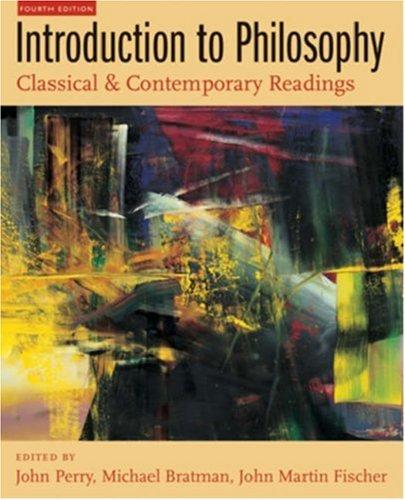 FOURTH EDITION
Introduction to Philosophy
Classical & Contemporary Readings
EDITED BY
John Perry, Michael Bratman, John Martin Fischer